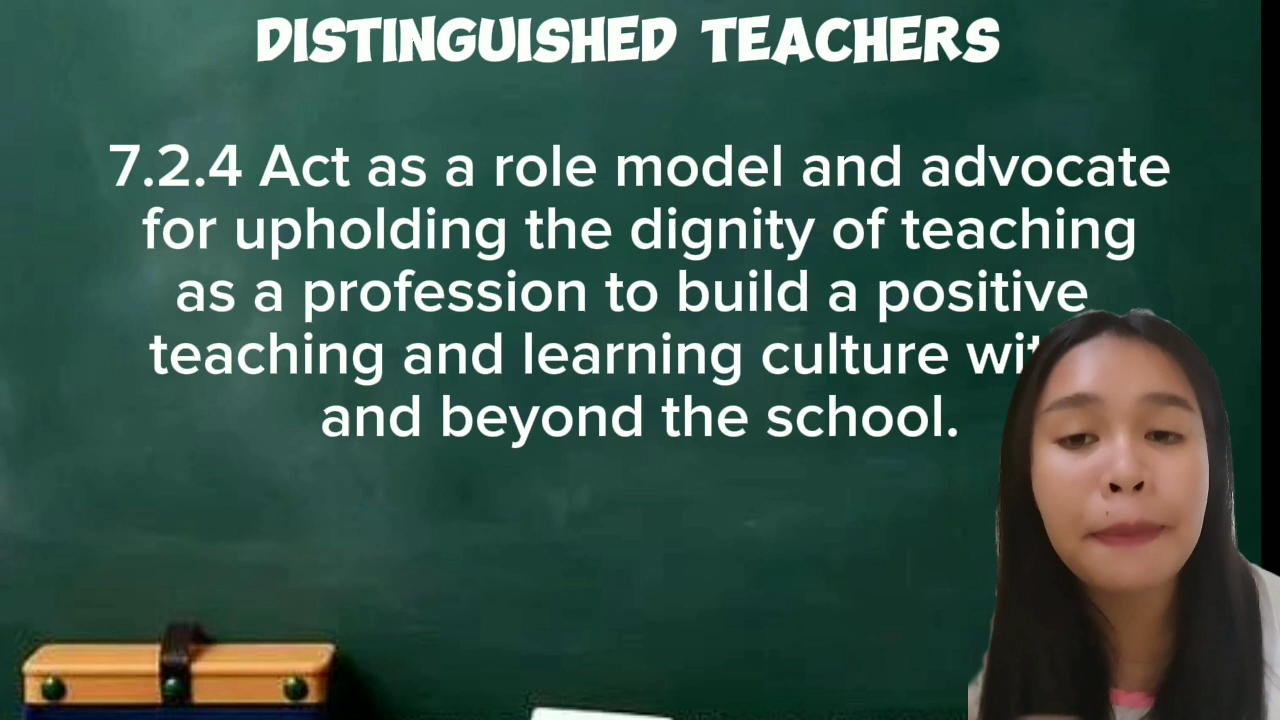 DISTINGUISHED TEACHERS
7.2.4 Act as a role model and advocate
for upholding the dignity of teaching
as a profession to build a positive
teaching and learning culture
and beyond the school.